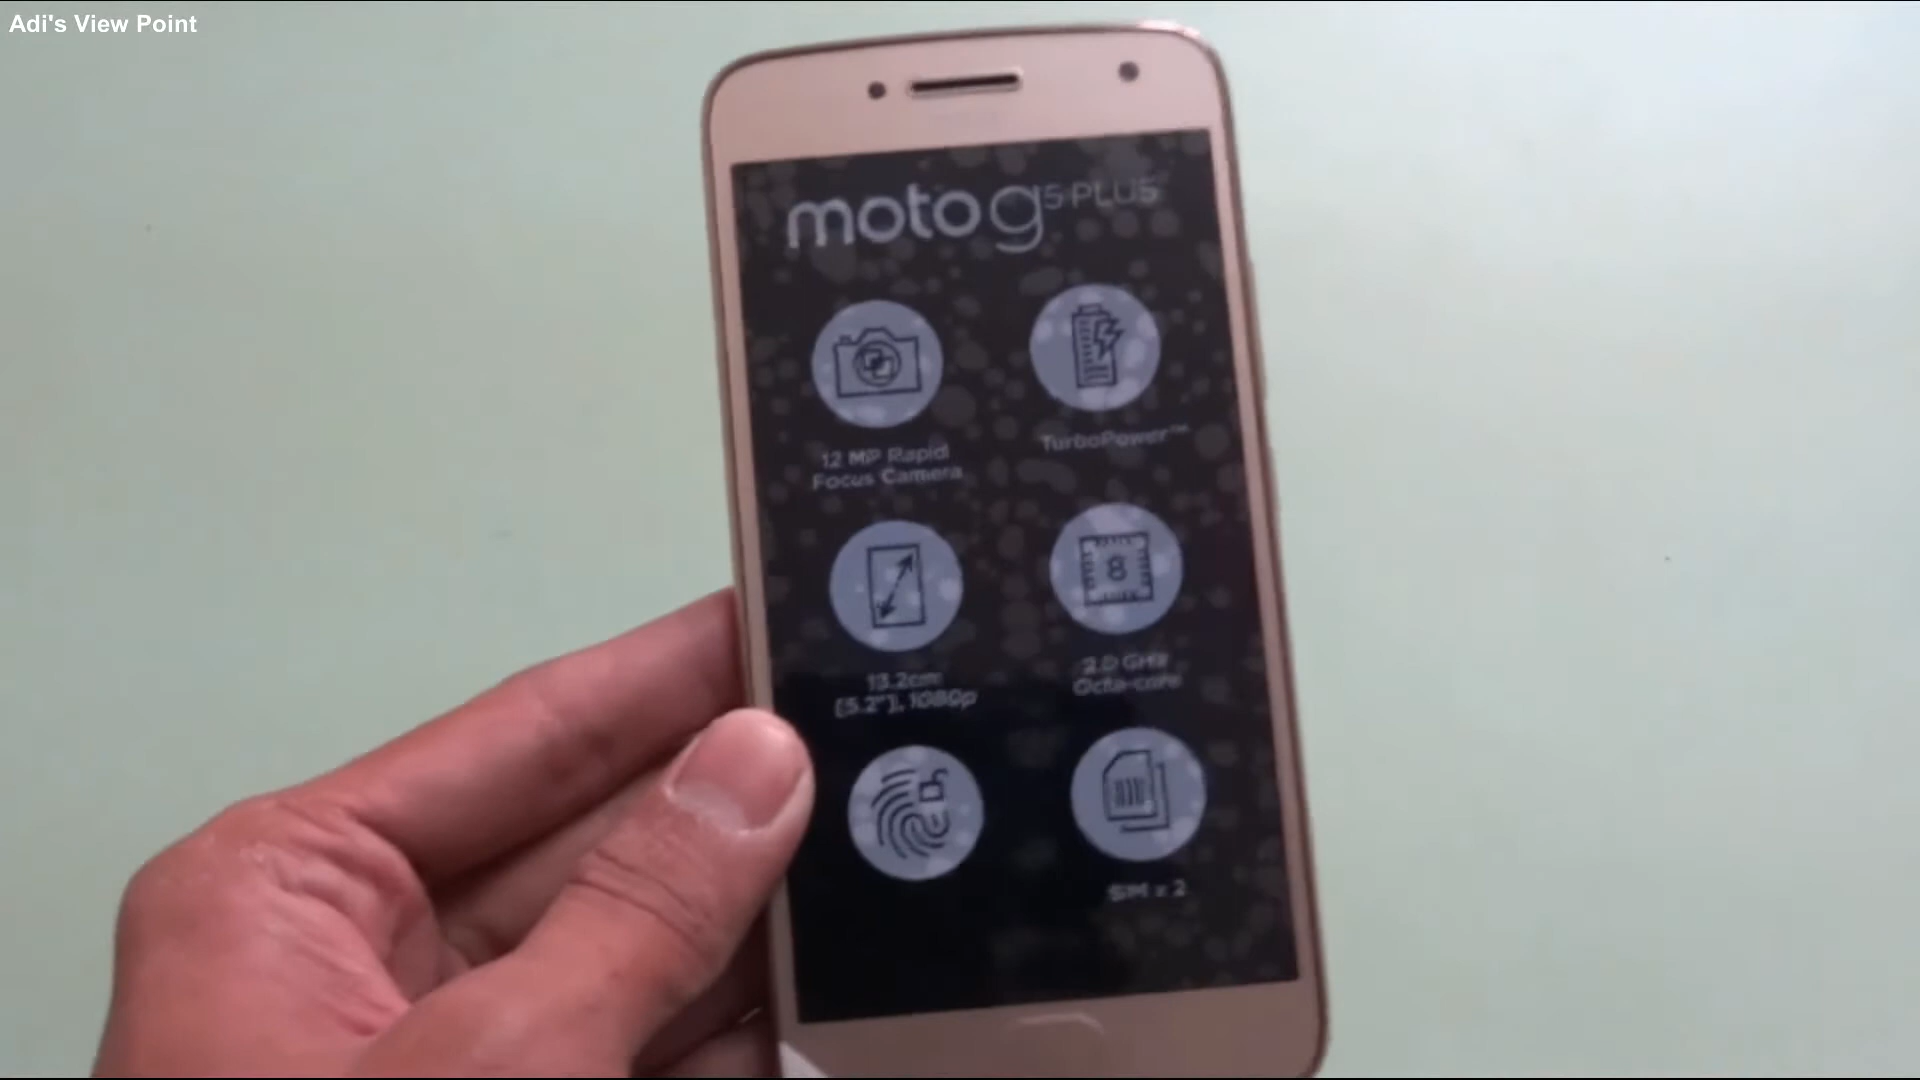 Adi's View Point
moto g5 PLUS
12 MP Rapid
Focus Camera
TurboPower™
13.2cm
(5.2"), 1080p
2.0 GHz
Octa-core
8
SIM x 2